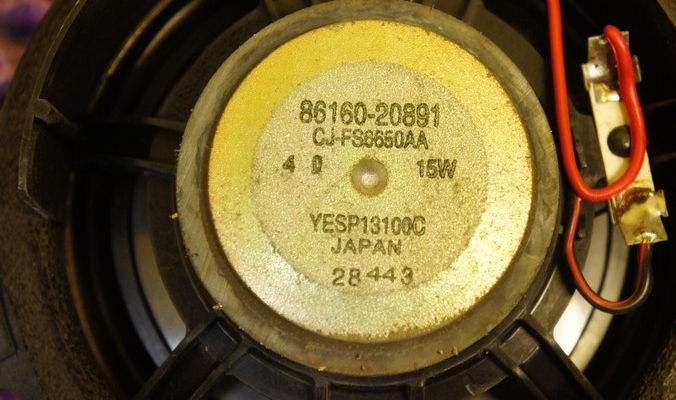 86160-20891
CJ-FS6650AA
4 Ω 15W
YESP13100C
JAPAN
28443